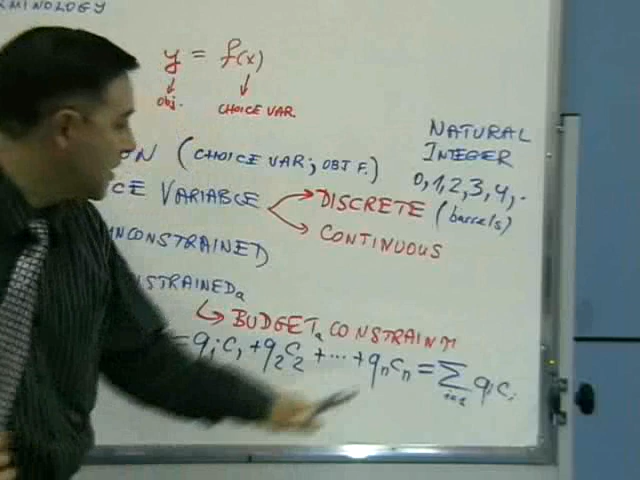 RMINOLOGY
y = f(x)
Obj. CHOICE VAR.
NATURAL
INTEGER
0,1,2,3,4,..
ON (CHOICE VAR; OBJ F.)
CE VARIABLE DISCRETE (barrels)
CONTINUOUS
NCONSTRAINED)
STRAINED
BUDGET CONSTRAINT
= q₁c₁ + q₂c₂ + ... + qₙcₙ = ∑ qᵢcᵢ